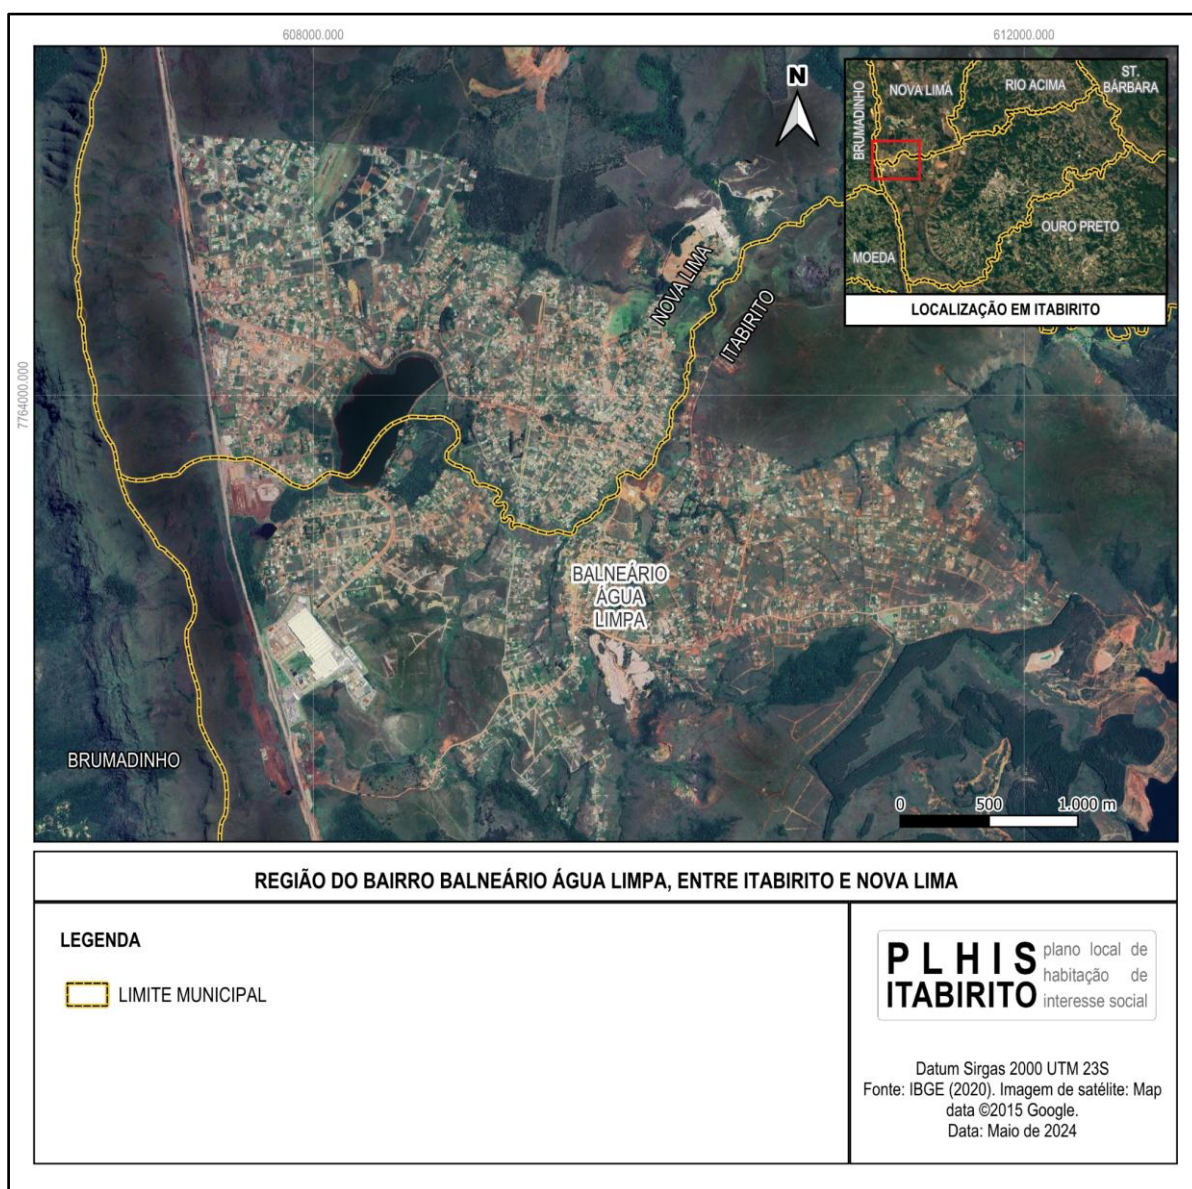 608000.000
612000.000
7764000.000
N
NOVA LIMA
RIO ACIMA
ST.
BÁRBARA
BRUMADINHO
OURO PRETO
MOEDA
LOCALIZAÇÃO EM ITABIRITO
NOVA LIMA
ITABIRITO
BALNEÁRIO
ÁGUA
LIMPA
BRUMADINHO
0 500 1.000 m
REGIÃO DO BAIRRO BALNEÁRIO ÁGUA LIMPA, ENTRE ITABIRITO E NOVA LIMA
LEGENDA
LIMITE MUNICIPAL
PLHIS
ITABIRITO
plano local de
habitação de
interesse social
Datum Sirgas 2000 UTM 23S
Fonte: IBGE (2020). Imagem de satélite: Map
data ©2015 Google.
Data: Maio de 2024